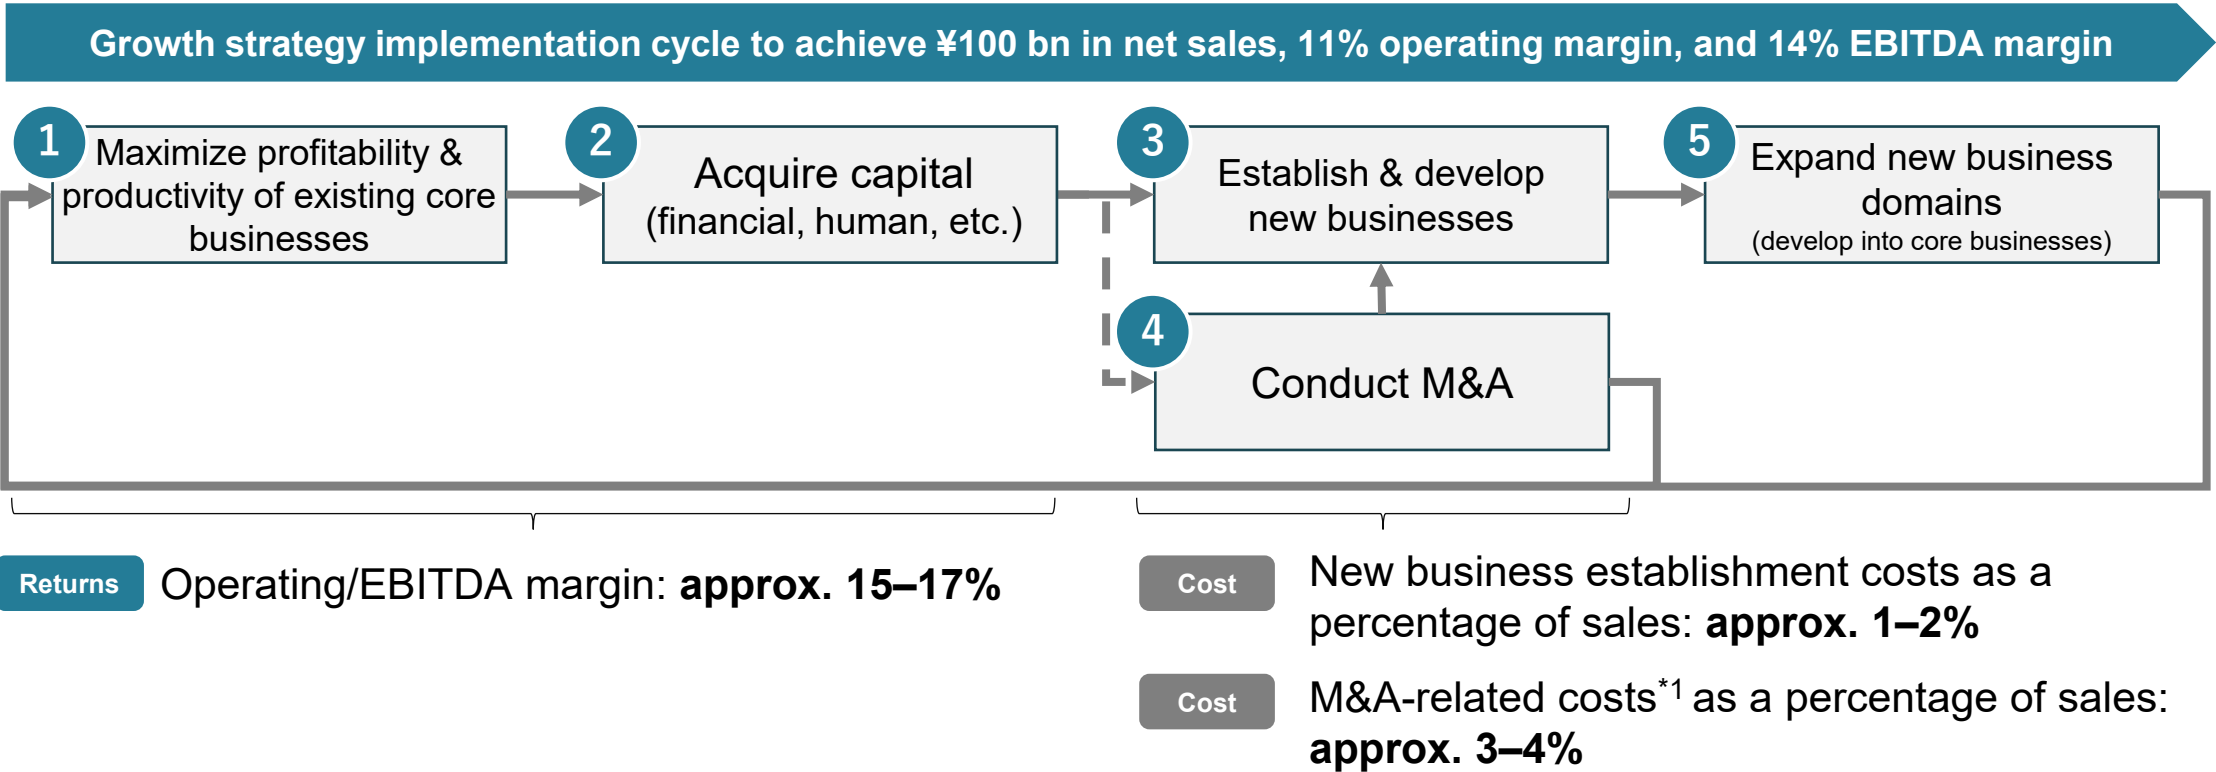 Growth strategy implementation cycle to achieve ¥100 bn in net sales, 11% operating margin, and 14% EBITDA margin
1
Maximize profitability &
productivity of existing core
businesses
2
Acquire capital
(financial, human, etc.)
3
Establish & develop
new businesses
4
Conduct M&A
5
Expand new business
domains
(develop into core businesses)
Returns
Operating/EBITDA margin: approx. 15–17%
Cost
New business establishment costs as a
percentage of sales: approx. 1–2%
Cost
M&A-related costs*1 as a percentage of sales:
approx. 3–4%